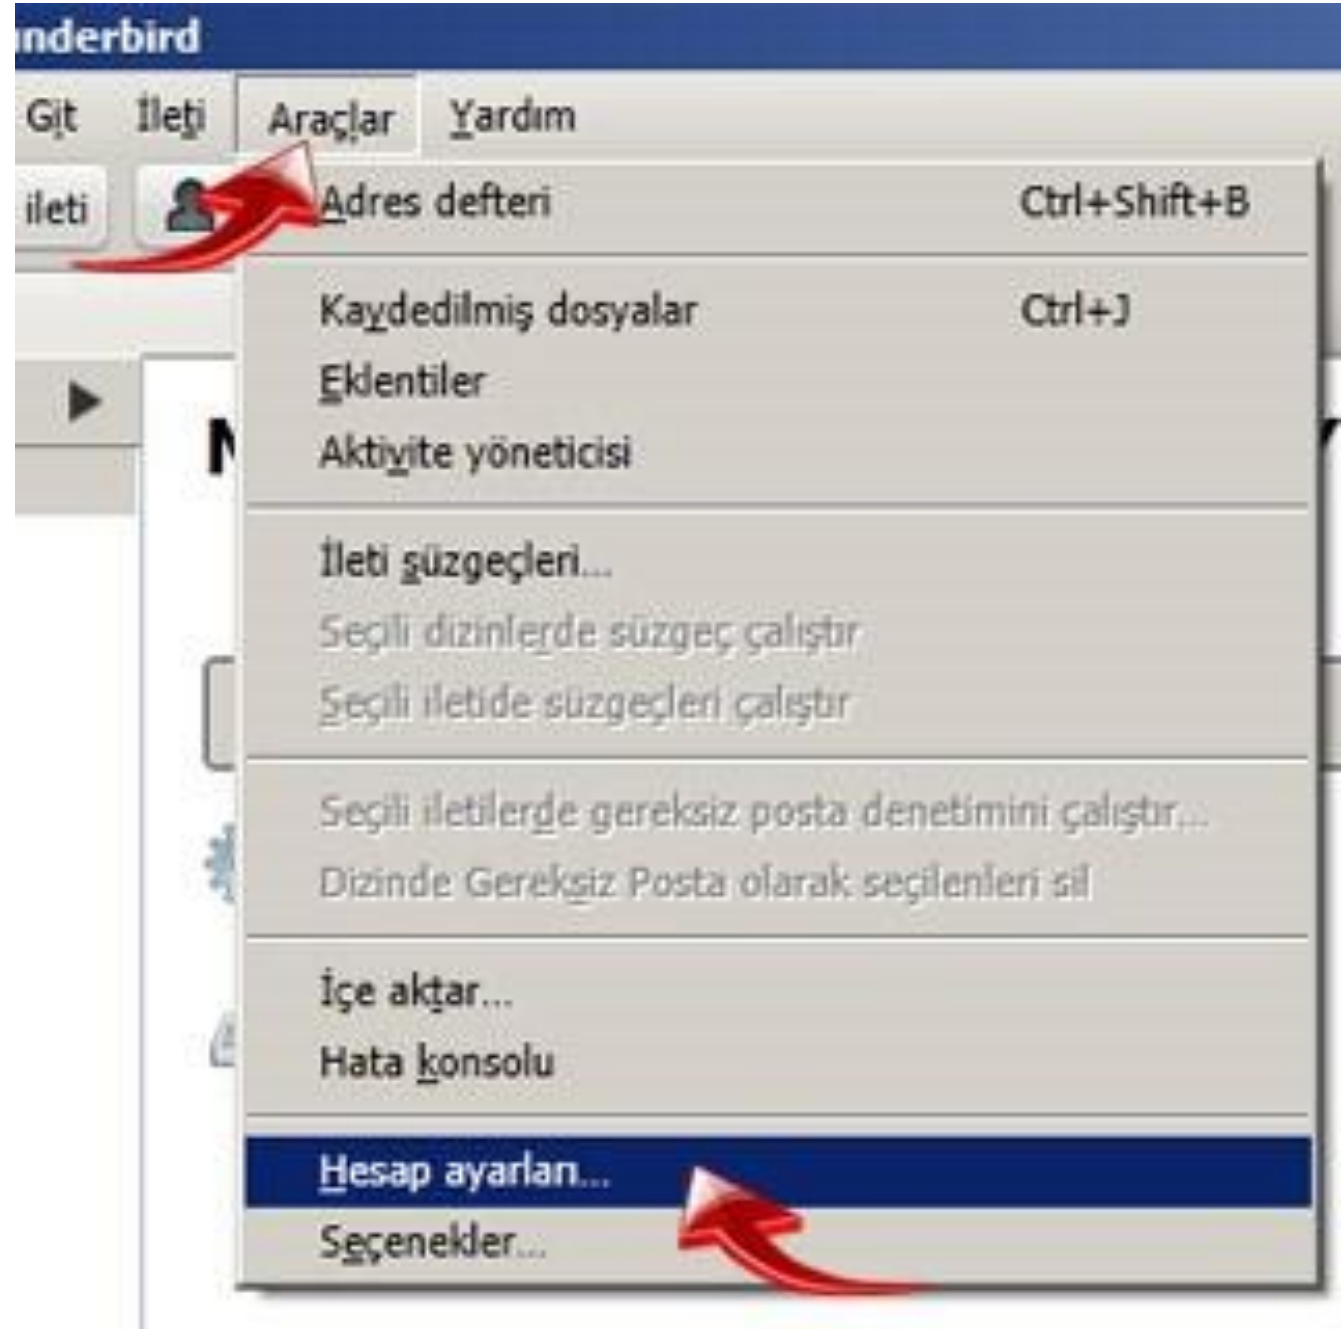 underbird
Git İleti Araçlar Yardım
ileti
Adres defteri Ctrl+Shift+B
Kaydedilmiş dosyalar Ctrl+J
Eklentiler
Aktivite yöneticisi
İleti süzgeçleri...
Seçili dizinlerde süzgeç çalıştır
Seçili iletide süzgeçleri çalıştır
Seçili iletilerde gereksiz posta denetimini çalıştır...
Dizinde Gereksiz Posta olarak seçilenleri sil
İçe aktar...
Hata konsolu
Hesap ayarları...
Seçenekler...